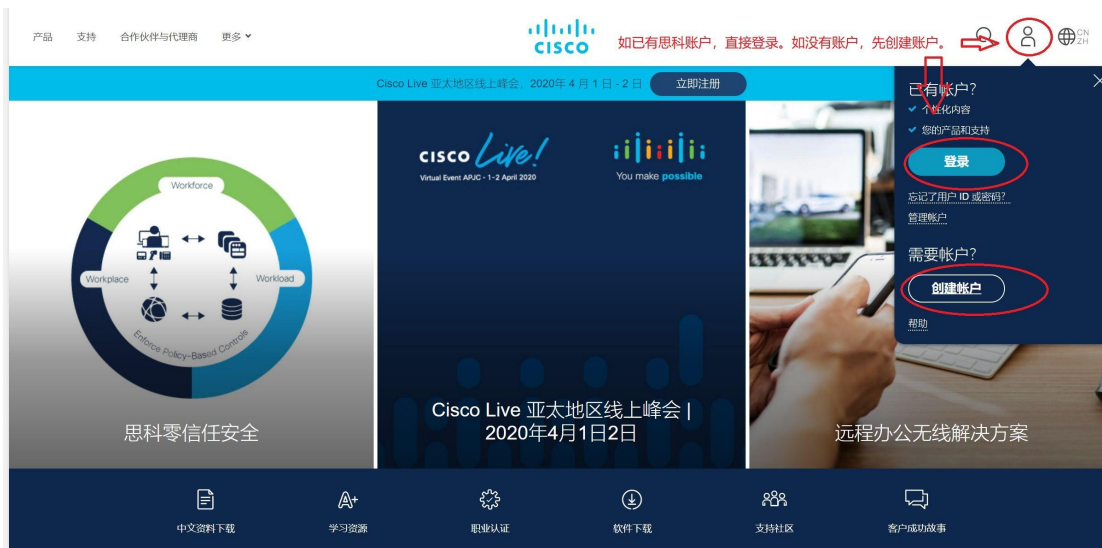 产品 支持 合作伙伴与代理商 更多
CISCO
如已有思科账户，直接登录。如没有账户，先创建账户。
CN
ZH
Cisco Live 亚太地区线上峰会，2020年 4 月 1 日 - 2 日 立即注册
已有帐户?
个性化内容
您的产品和支持
登录
忘记了用户 ID 或密码?
管理帐户
需要帐户?
创建帐户
帮助
Workforce
Workplace
Workload
Enforce Policy-Based Controls
思科零信任安全
CISCO Live!
Virtual Event APJC - 1-2 April 2020
You make possible
Cisco Live 亚太地区线上峰会 |
2020年4月1日2日
远程办公无线解决方案
中文资料下载 学习资源 职业认证 软件下载 支持社区 客户成功故事